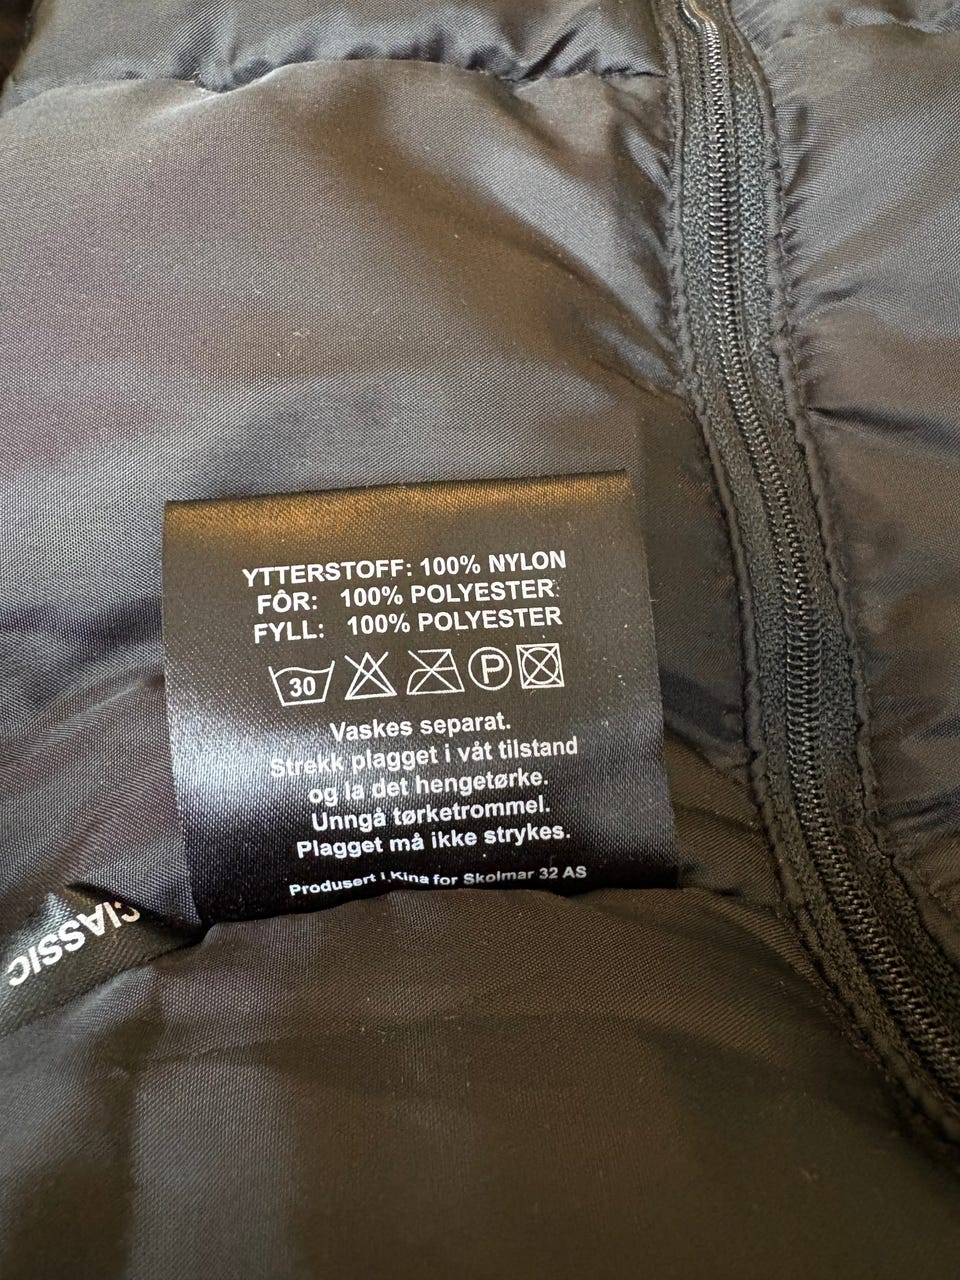 YTTERSTOFF: 100% NYLON
FÔR: 100% POLYESTER
FYLL: 100% POLYESTER
30 P
Vaskes separat.
Strekk plagget i våt tilstand
og la det hengetørke.
Unngå tørketrommel.
Plagget må ikke strykes.
Produsert i Kina for Skolmar 32 AS
CLASSIC